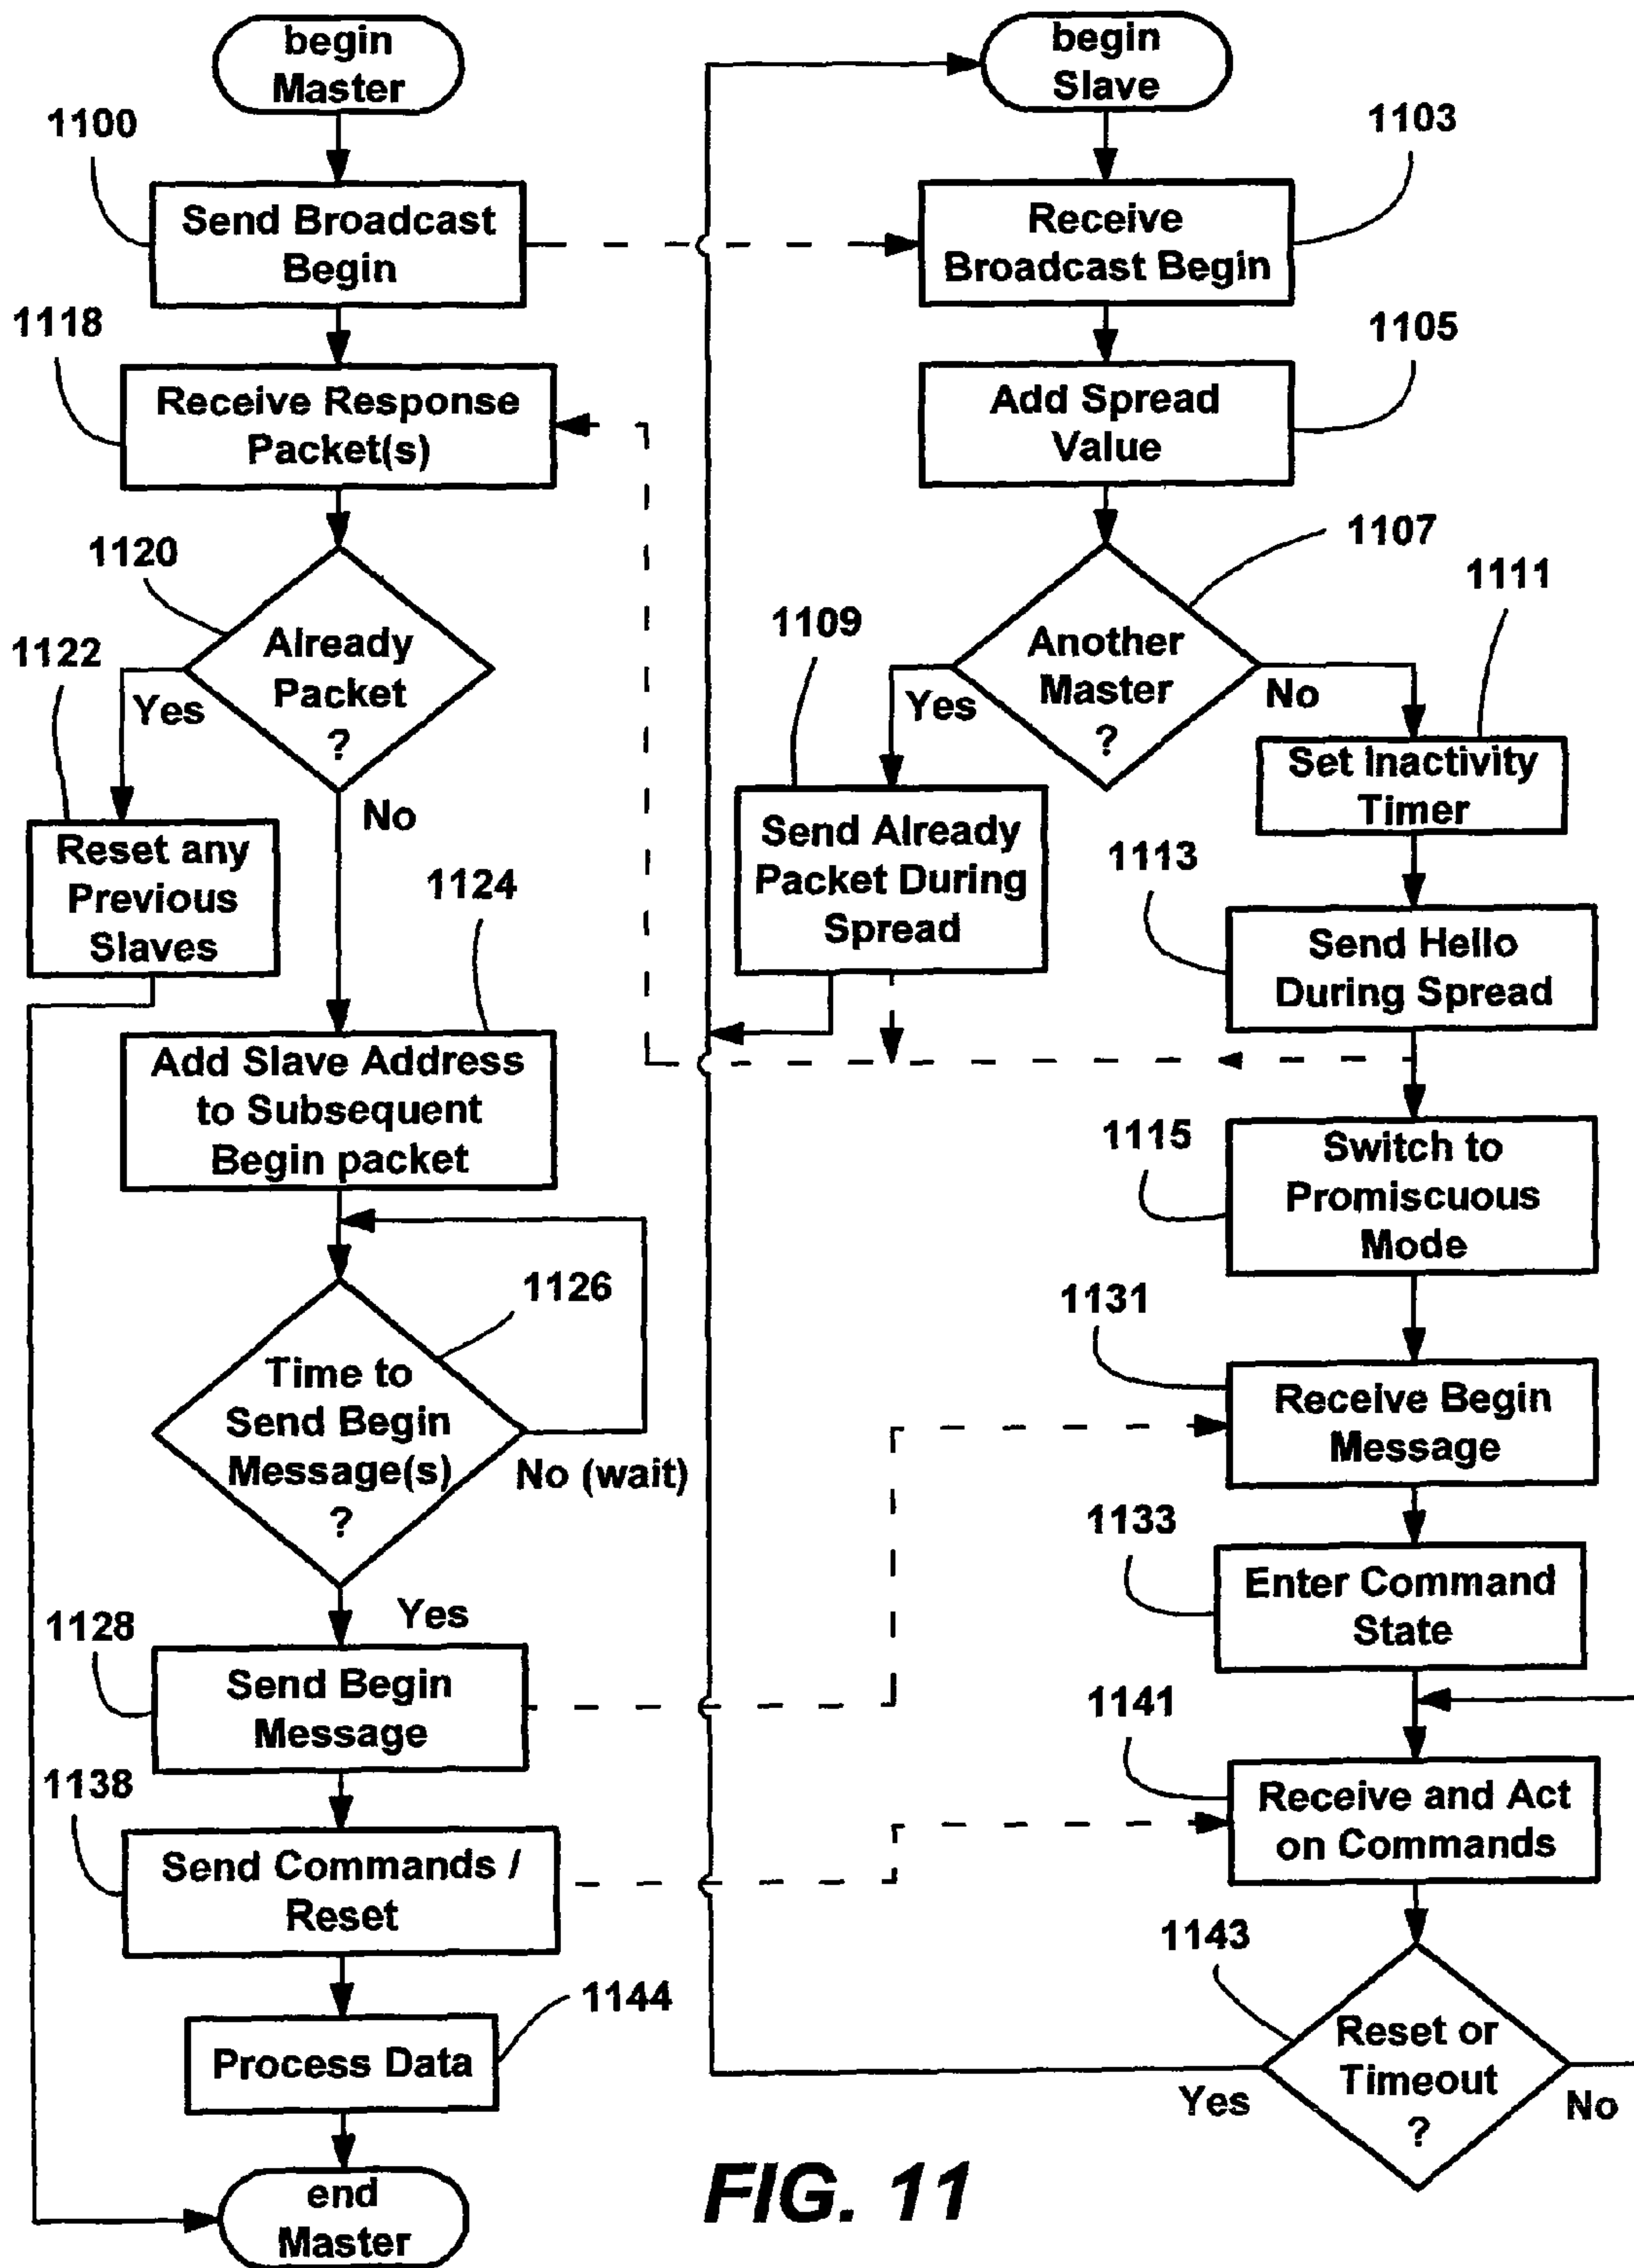 begin
Master
1100
Send Broadcast
Begin
1118
Receive Response
Packet(s)
1120
Already
Packet
?
Yes
No
1122
Reset any
Previous
Slaves
1124
Add Slave Address
to Subsequent
Begin packet
1126
Time to
Send Begin
Message(s)
?
No (wait)
Yes
1128
Send Begin
Message
1138
Send Commands /
Reset
1144
Process Data
end
Master
begin
Slave
1103
Receive
Broadcast Begin
1105
Add Spread
Value
1107
Another
Master
?
Yes
No
1109
Send Already
Packet During
Spread
1111
Set Inactivity
Timer
1113
Send Hello
During Spread
1115
Switch to
Promiscuous
Mode
1131
Receive Begin
Message
1133
Enter Command
State
1141
Receive and Act
on Commands
1143
Reset or
Timeout
?
Yes
No
FIG. 11